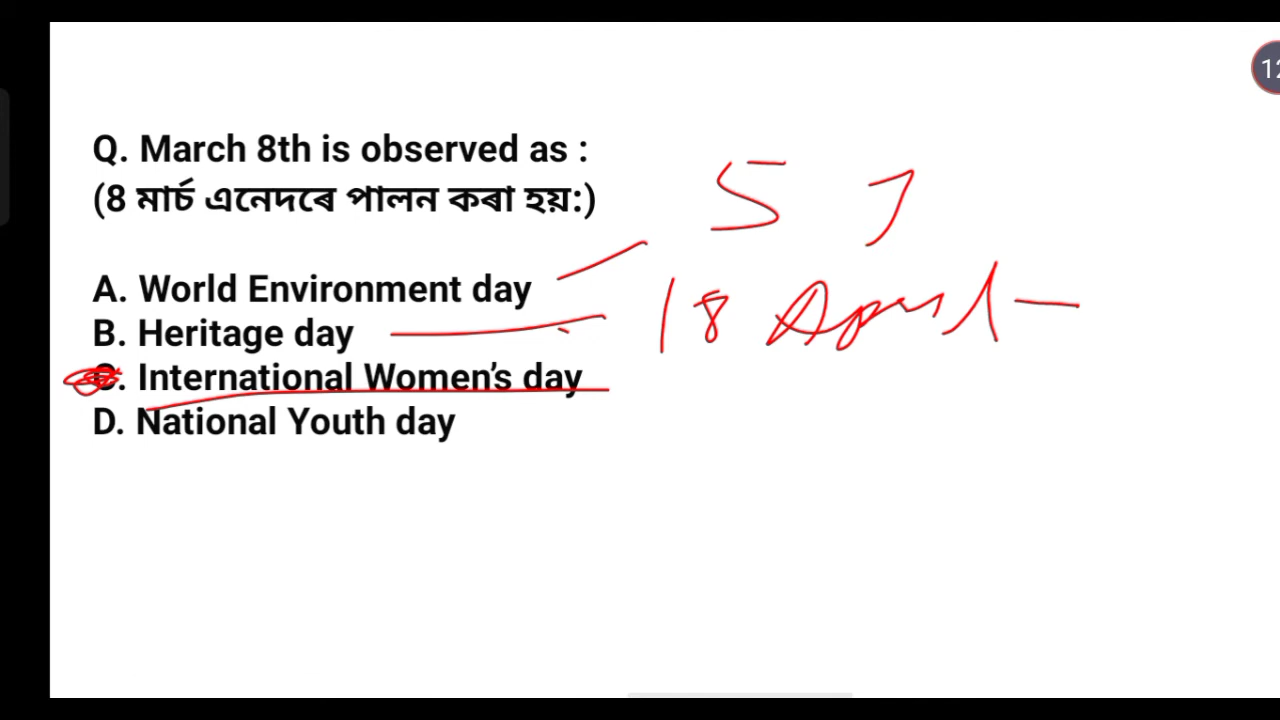 Q. March 8th is observed as :
(8 মাৰ্চ এনেদৰে পালন কৰা হয়:)
A. World Environment day
B. Heritage day
C. International Women's day
D. National Youth day
5
18 April
12